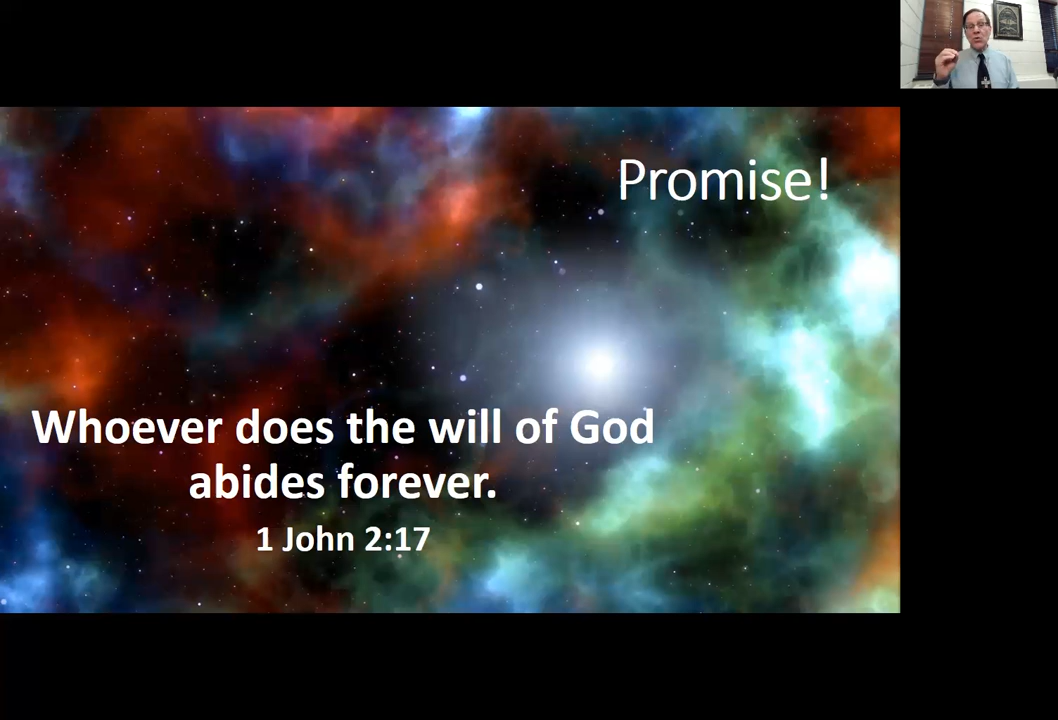 Promise!
Whoever does the will of God
abides forever.
1 John 2:17